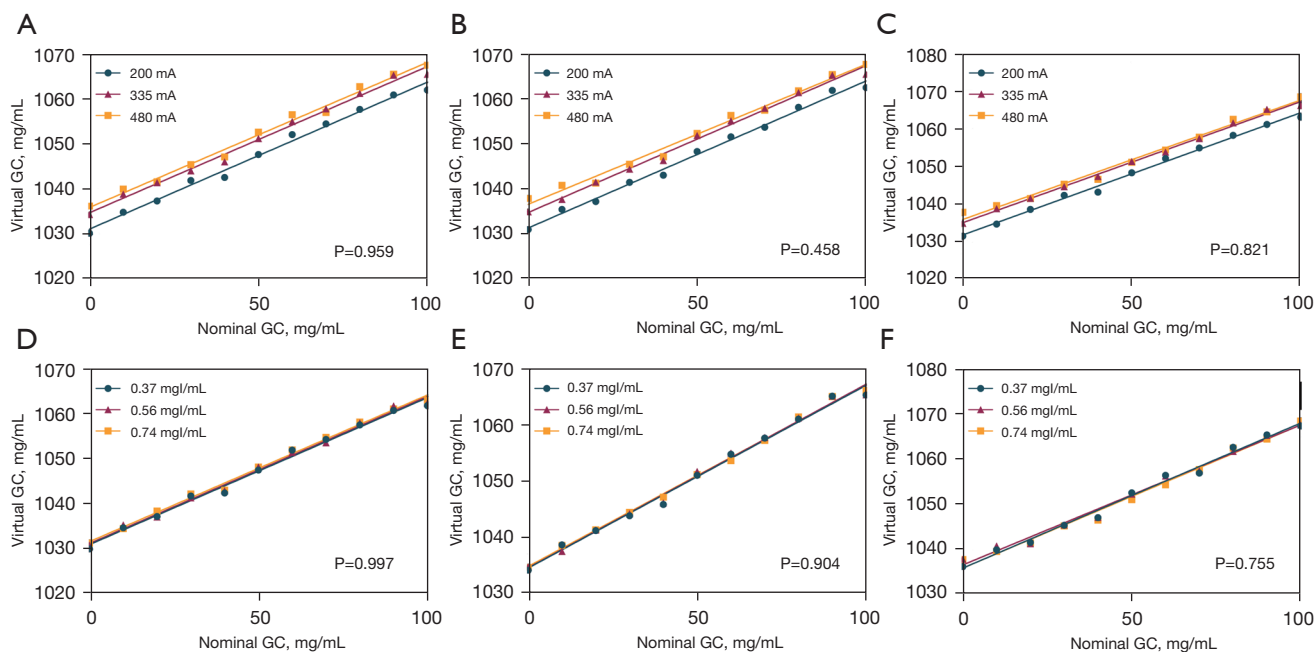 A
1070
1060
1050
1040
1030
1020
Virtual GC, mg/mL
200 mA
335 mA
480 mA
P=0.959
0
50
100
Nominal GC, mg/mL
B
1070
1060
1050
1040
1030
1020
Virtual GC, mg/mL
200 mA
335 mA
480 mA
P=0.458
0
50
100
Nominal GC, mg/mL
C
1080
1070
1060
1050
1040
1030
1020
Virtual GC, mg/mL
200 mA
335 mA
480 mA
P=0.821
0
50
100
Nominal GC, mg/mL
D
1070
1060
1050
1040
1030
1020
Virtual GC, mg/mL
0.37 mgI/mL
0.56 mgI/mL
0.74 mgI/mL
P=0.997
0
50
100
Nominal GC, mg/mL
E
1070
1060
1050
1040
1030
Virtual GC, mg/mL
0.37 mgI/mL
0.56 mgI/mL
0.74 mgI/mL
P=0.904
0
50
100
Nominal GC, mg/mL
F
1080
1070
1060
1050
1040
1030
Virtual GC, mg/mL
0.37 mgI/mL
0.56 mgI/mL
0.74 mgI/mL
P=0.755
0
50
100
Nominal GC, mg/mL